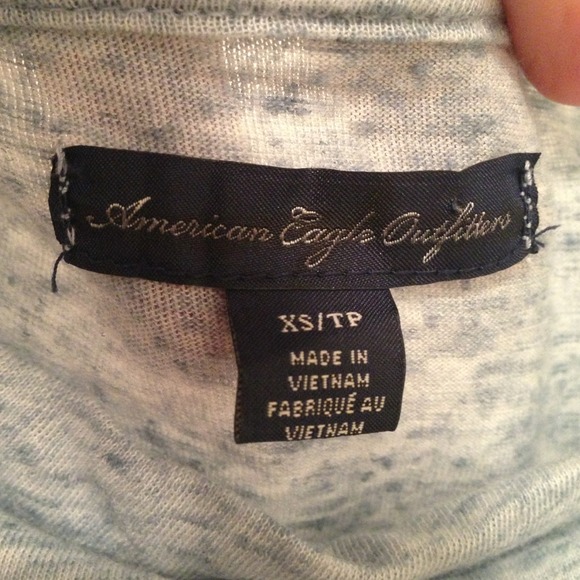 American Eagle Outfitters
XS/TP
MADE IN
VIETNAM
FABRIQUÉ AU
VIETNAM